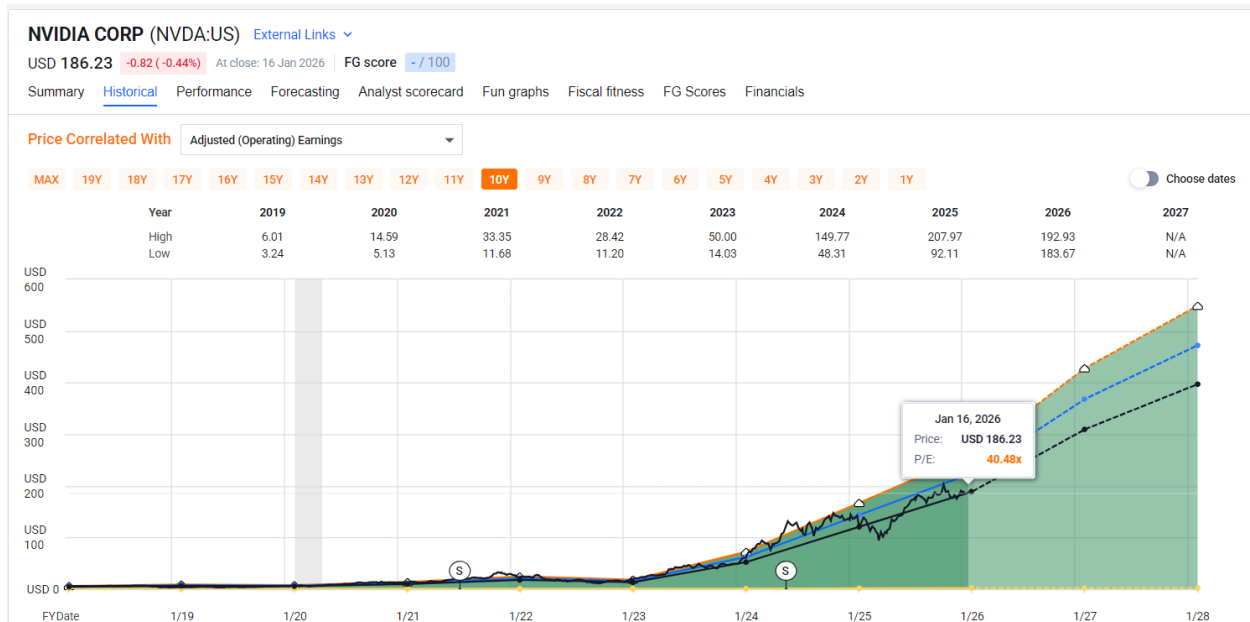 NVIDIA CORP (NVDA:US) External Links
USD 186.23 -0.82 ( -0.44%) At close: 16 Jan 2026 FG score - / 100
Summary Historical Performance Forecasting Analyst scorecard Fun graphs Fiscal fitness FG Scores Financials
Price Correlated With Adjusted (Operating) Earnings
MAX 19Y 18Y 17Y 16Y 15Y 14Y 13Y 12Y 11Y 10Y 9Y 8Y 7Y 6Y 5Y 4Y 3Y 2Y 1Y Choose dates
Year 2019 2020 2021 2022 2023 2024 2025 2026 2027
High 6.01 14.59 33.35 28.42 50.00 149.77 207.97 192.93 N/A
Low 3.24 5.13 11.68 11.20 14.03 48.31 92.11 183.67 N/A
USD
600
USD
500
USD
400
USD
300
USD
200
USD
100
USD 0
Jan 16, 2026
Price: USD 186.23
P/E: 40.48x
S S
FYDate 1/19 1/20 1/21 1/22 1/23 1/24 1/25 1/26 1/27 1/28